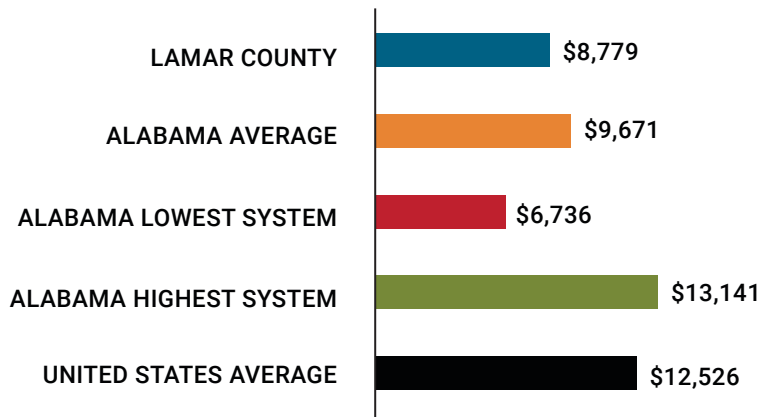 LAMAR COUNTY $8,779
ALABAMA AVERAGE $9,671
ALABAMA LOWEST SYSTEM $6,736
ALABAMA HIGHEST SYSTEM $13,141
UNITED STATES AVERAGE $12,526